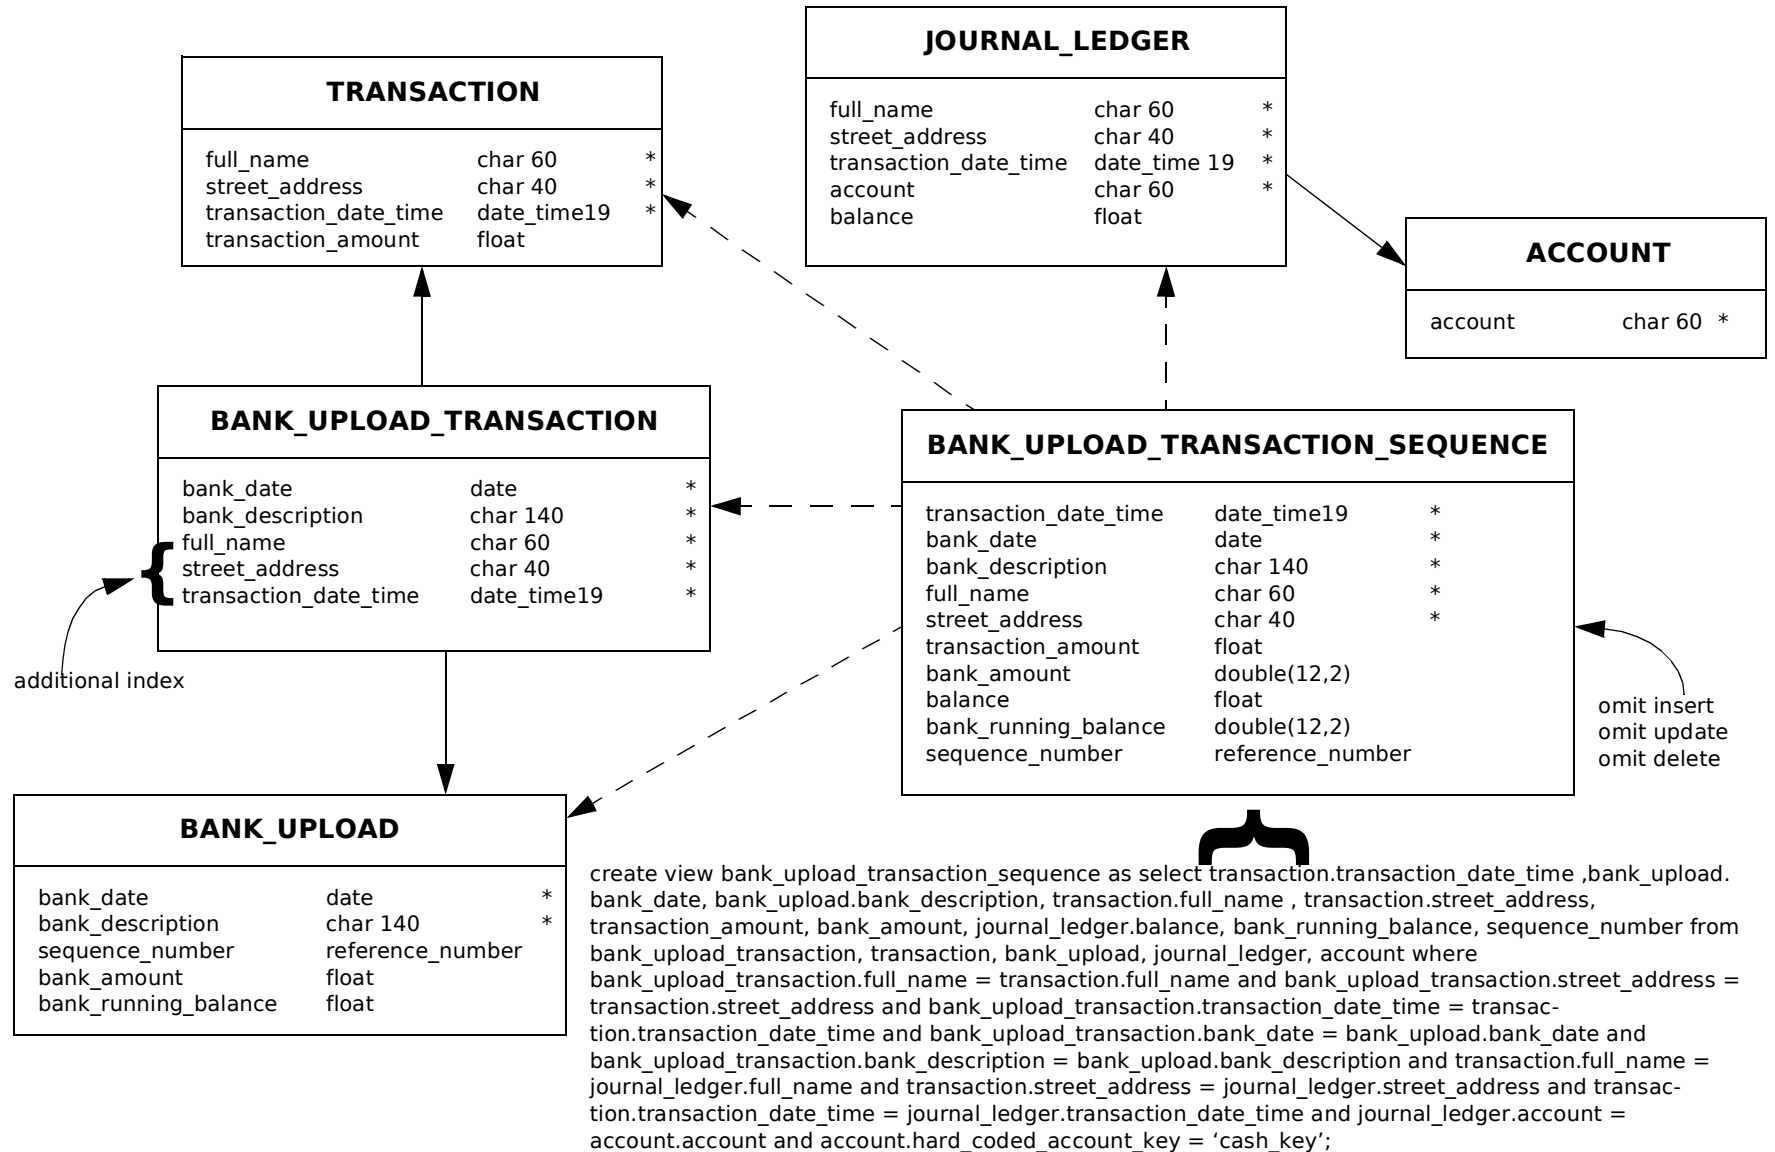 JOURNAL_LEDGER
full_name char 60 *
street_address char 40 *
transaction_date_time date_time 19 *
account char 60 *
balance float
TRANSACTION
full_name char 60 *
street_address char 40 *
transaction_date_time date_time19 *
transaction_amount float
ACCOUNT
account char 60 *
BANK_UPLOAD_TRANSACTION
bank_date date *
bank_description char 140 *
full_name char 60 *
street_address char 40 *
transaction_date_time date_time19 *
additional index
BANK_UPLOAD_TRANSACTION_SEQUENCE
transaction_date_time date_time19 *
bank_date date *
bank_description char 140 *
full_name char 60 *
street_address char 40 *
transaction_amount float
bank_amount double(12,2)
balance float
bank_running_balance double(12,2)
sequence_number reference_number
omit insert
omit update
omit delete
BANK_UPLOAD
bank_date date *
bank_description char 140 *
sequence_number reference_number
bank_amount float
bank_running_balance float
create view bank_upload_transaction_sequence as select transaction.transaction_date_time ,bank_upload.
bank_date, bank_upload.bank_description, transaction.full_name , transaction.street_address,
transaction_amount, bank_amount, journal_ledger.balance, bank_running_balance, sequence_number from
bank_upload_transaction, transaction, bank_upload, journal_ledger, account where
bank_upload_transaction.full_name = transaction.full_name and bank_upload_transaction.street_address =
transaction.street_address and bank_upload_transaction.transaction_date_time = transac-
tion.transaction_date_time and bank_upload_transaction.bank_date = bank_upload.bank_date and
bank_upload_transaction.bank_description = bank_upload.bank_description and transaction.full_name =
journal_ledger.full_name and transaction.street_address = journal_ledger.street_address and transac-
tion.transaction_date_time = journal_ledger.transaction_date_time and journal_ledger.account =
account.account and account.hard_coded_account_key = ‘cash_key’;